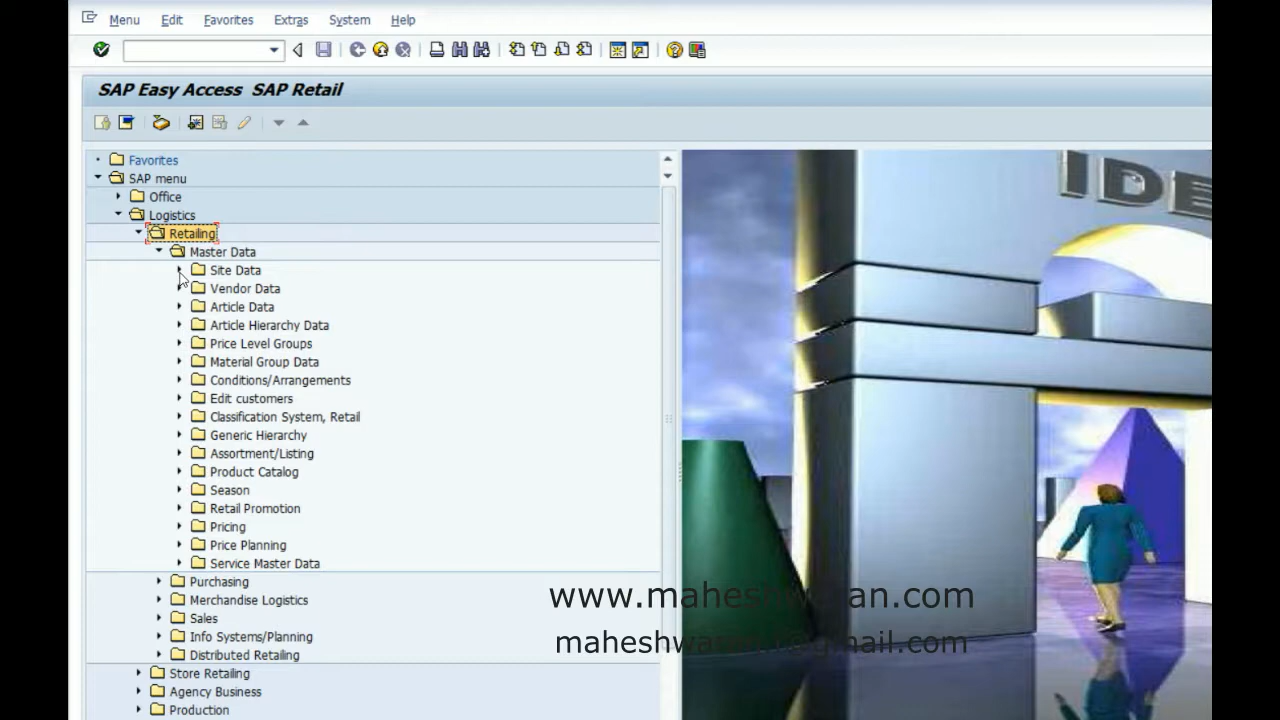 Menu Edit Favorites Extras System Help
SAP Easy Access SAP Retail
Favorites
SAP menu
Office
Logistics
Retailing
Master Data
Site Data
Vendor Data
Article Data
Article Hierarchy Data
Price Level Groups
Material Group Data
Conditions/Arrangements
Edit customers
Classification System, Retail
Generic Hierarchy
Assortment/Listing
Product Catalog
Season
Retail Promotion
Pricing
Price Planning
Service Master Data
Purchasing
Merchandise Logistics
Sales
Info Systems/Planning
Distributed Retailing
Store Retailing
Agency Business
Production
IDE